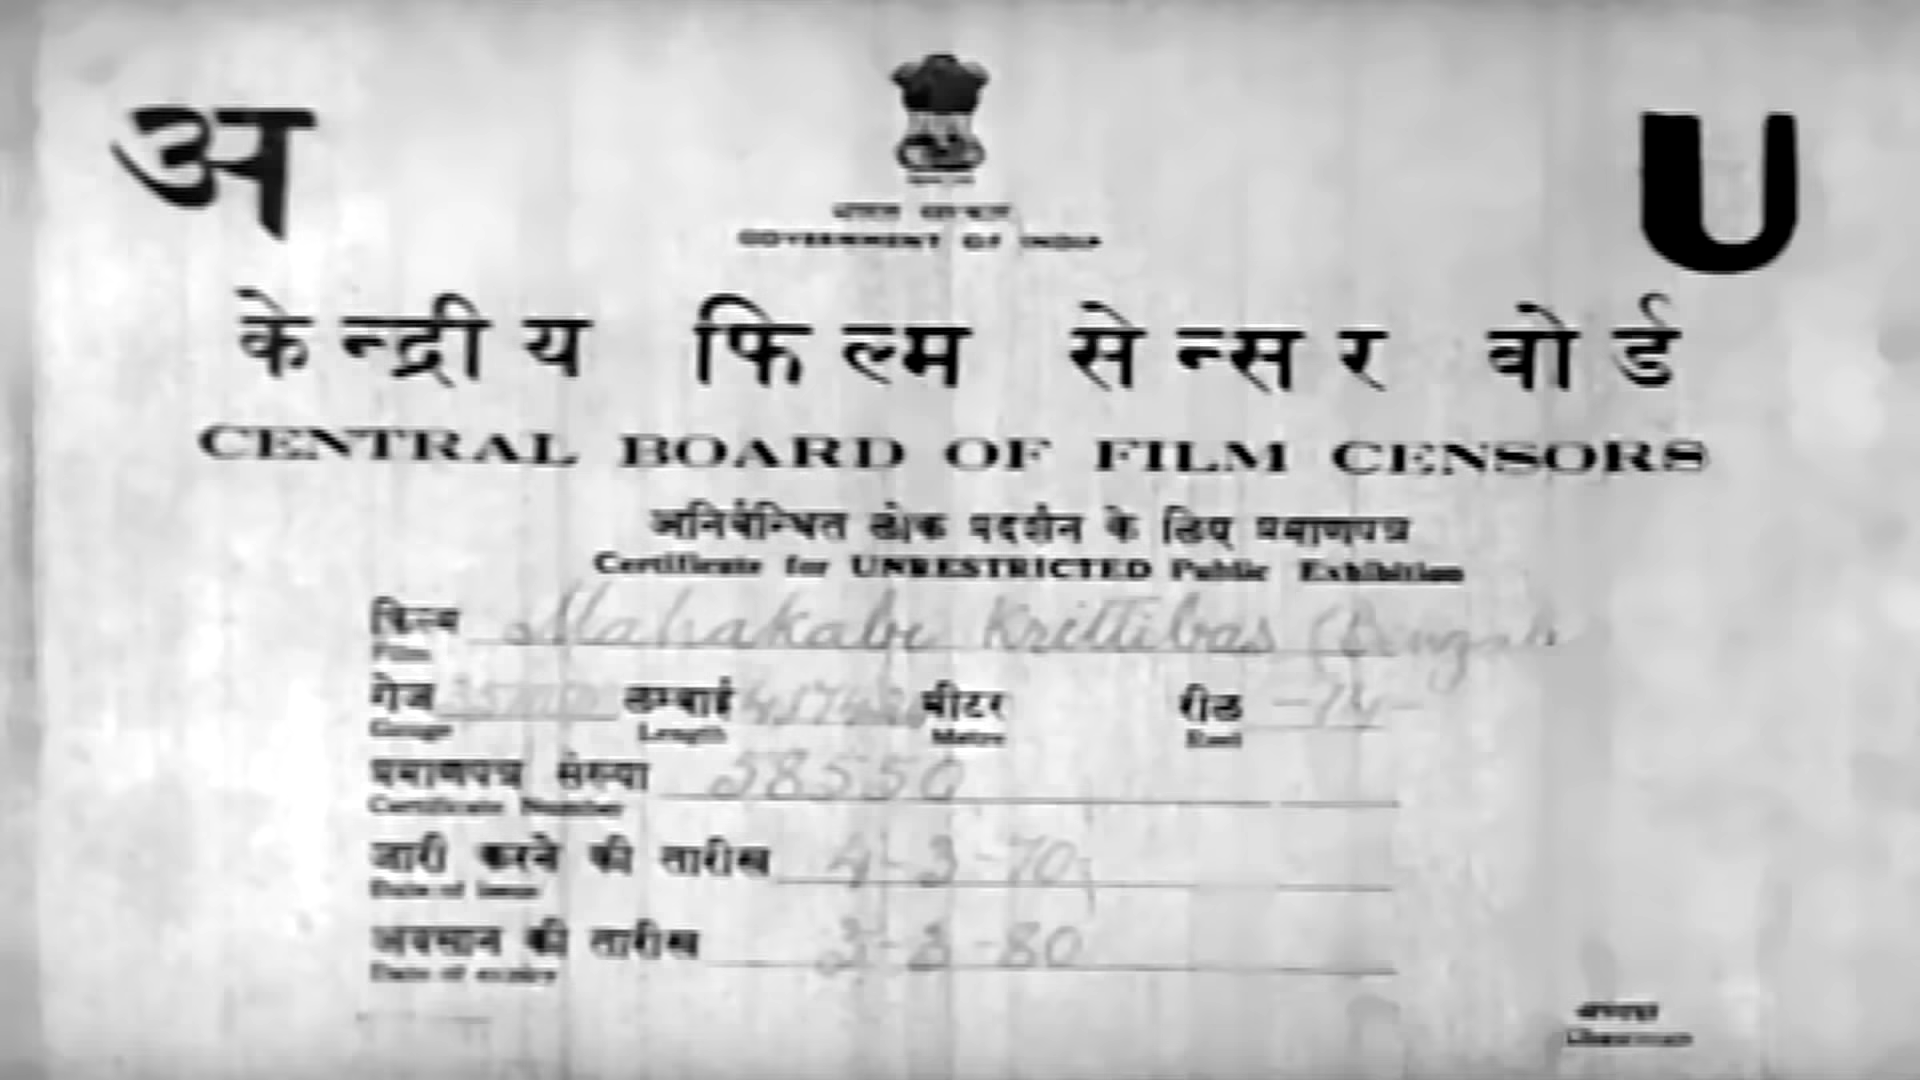 अ
U
भारत सरकार
GOVERNMENT OF INDIA
केन्द्रीय फिल्म सेन्सर बोर्ड
CENTRAL BOARD OF FILM CENSORS
अनिर्बन्धित लोक प्रदर्शन के लिए प्रमाणपत्र
Certificate for UNRESTRICTED Public Exhibition
फिल्म Mahakabi Krittibas (Bengali
Film
गेज 35mm लम्बाई मीटर रील -14-
Gauge Length Metre Reel
प्रमाणपत्र संख्या 58550
Certificate Number
जारी करने की तारीख 4-3-70
Date of issue
अवसान की तारीख 3-3-80
Date of expiry
अध्यक्ष
Chairman